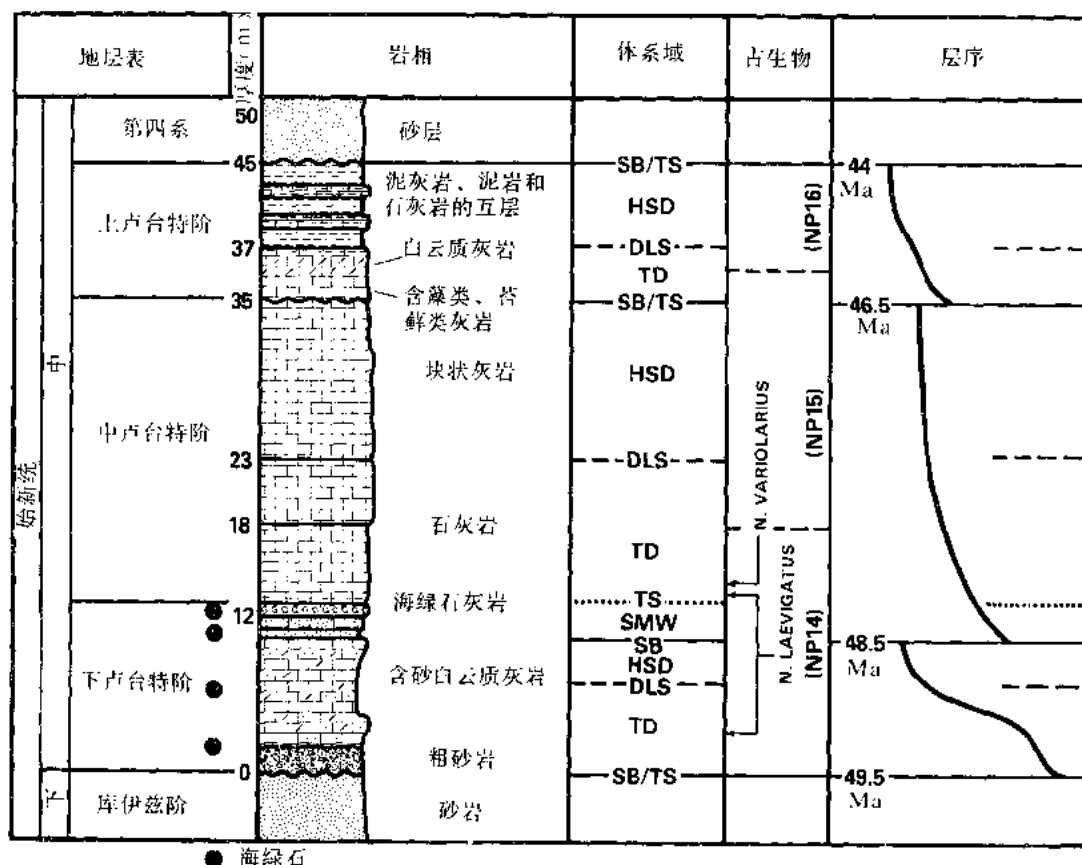 地层表
厚度(m)
岩相
体系域
占生物
层序
第四系
50
砂层
45
SB/TS
44
Ma
上卢台特阶
泥灰岩、泥岩和
石灰岩的互层
HSD
(NP16)
37
白云质灰岩
DLS
TD
35
含藻类、苔
鲜类灰岩
SB/TS
46.5
Ma
始新统
中
中卢台特阶
块状灰岩
HSD
(NP15)
23
DLS
18
石灰岩
TD
N. VARIOLARIUS
12
海绿石灰岩
TS
SMW
SB
48.5
Ma
N. LAEVIGATUS
(NP14)
下卢台特阶
含砂白云质灰岩
HSD
DLS
TD
粗砂岩
0
SB/TS
49.5
Ma
下
库伊兹阶
砂岩
海绿石